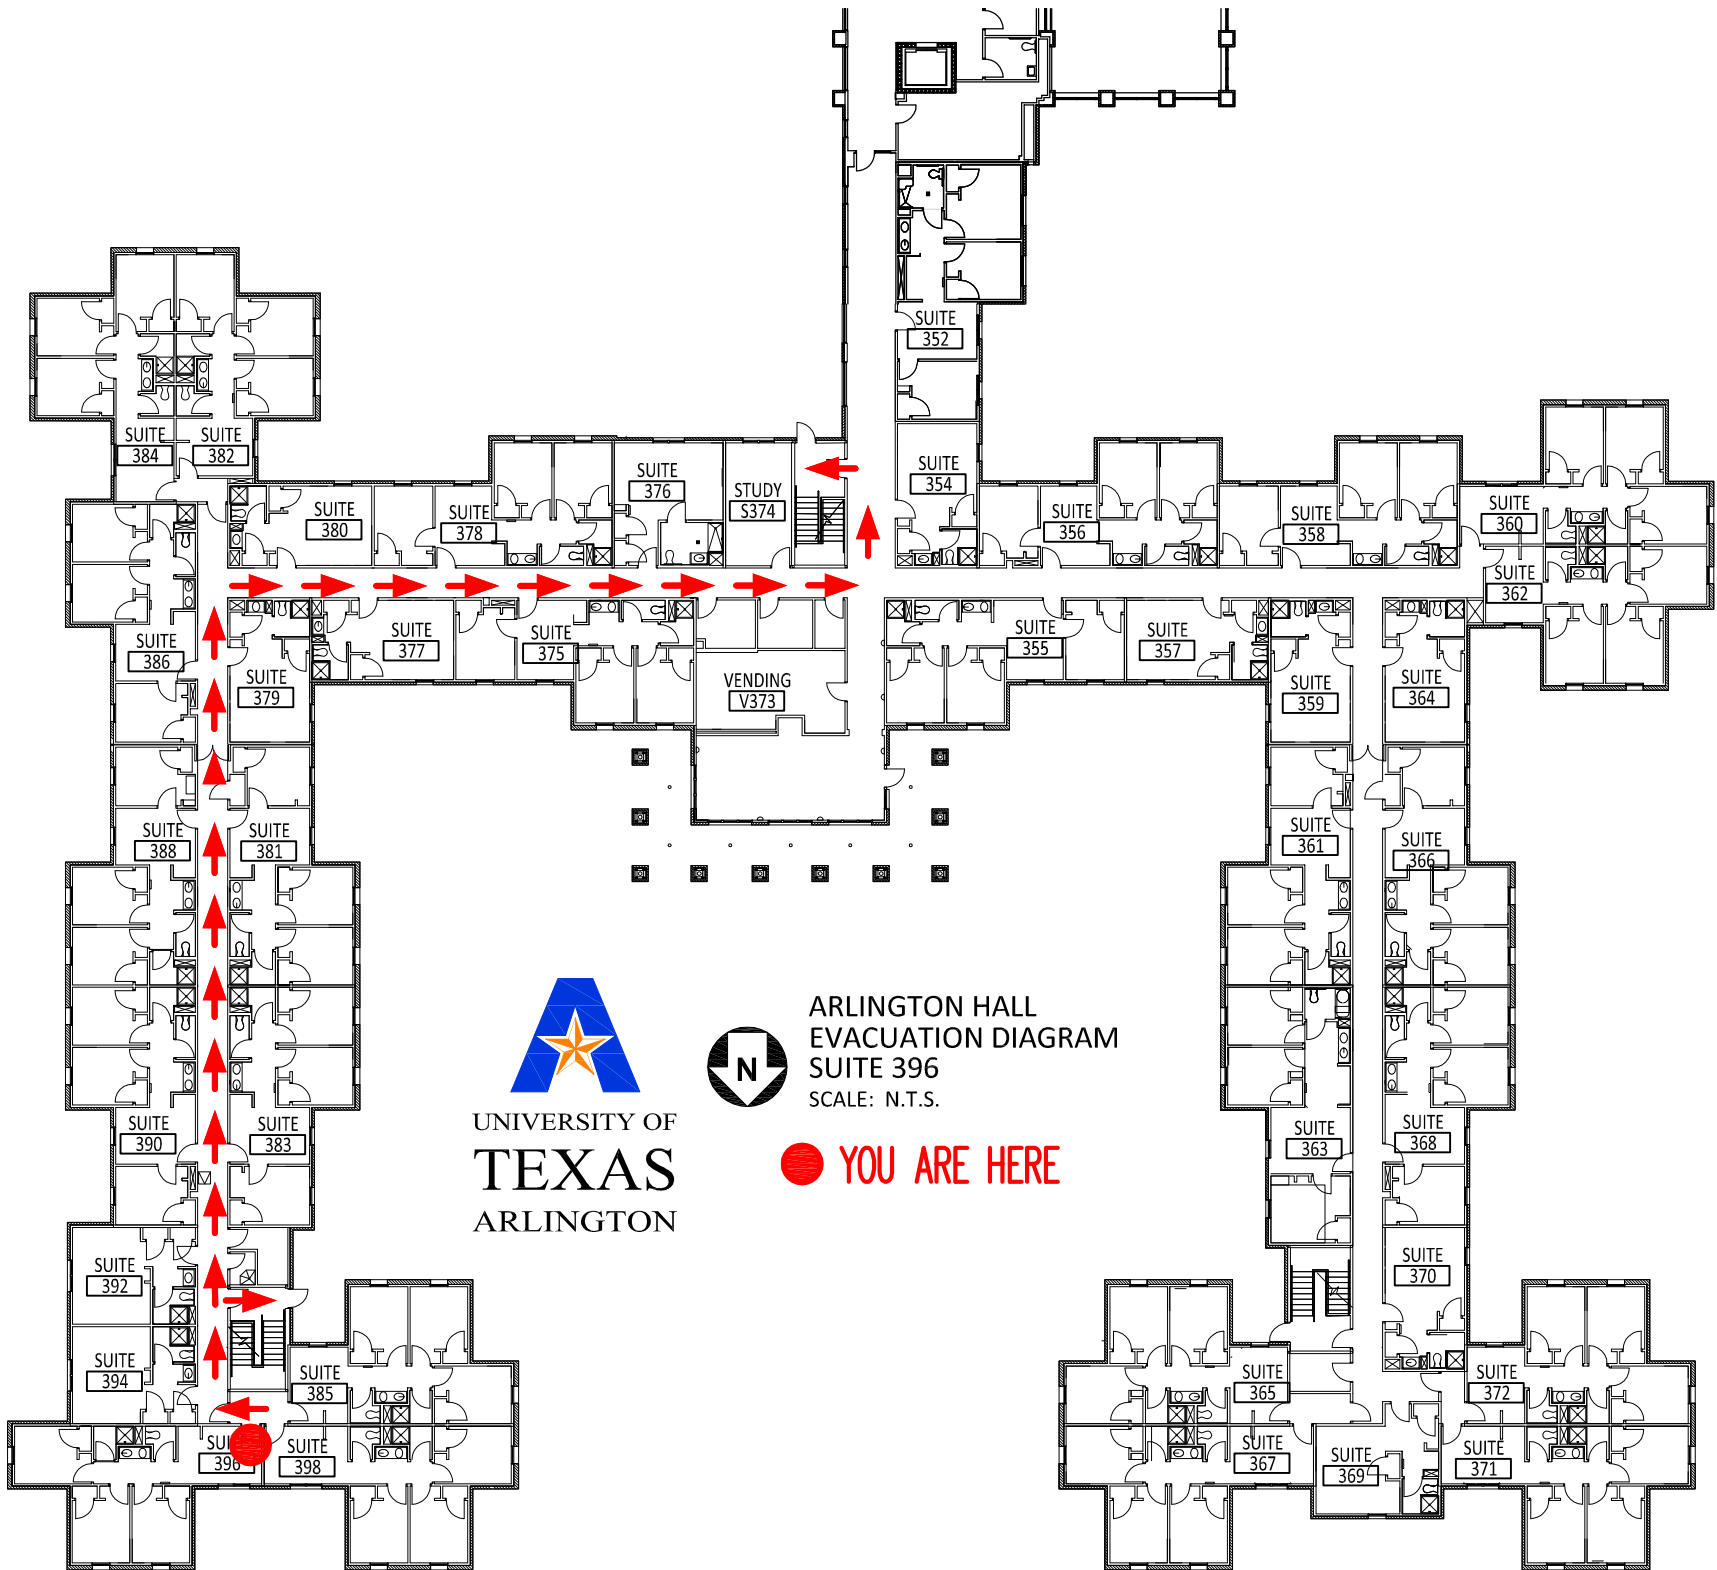 SUITE
352
SUITE
384
SUITE
382
SUITE
380
SUITE
378
SUITE
376
STUDY
S374
SUITE
354
SUITE
356
SUITE
358
SUITE
360
SUITE
362
SUITE
386
SUITE
379
SUITE
377
SUITE
375
VENDING
V373
SUITE
355
SUITE
357
SUITE
359
SUITE
364
SUITE
388
SUITE
381
SUITE
361
SUITE
366
SUITE
390
SUITE
383
SUITE
363
SUITE
368
UNIVERSITY OF
TEXAS
ARLINGTON
N
ARLINGTON HALL
EVACUATION DIAGRAM
SUITE 396
SCALE: N.T.S.
YOU ARE HERE
SUITE
392
SUITE
370
SUITE
394
SUITE
385
SUITE
365
SUITE
372
SUITE
396
SUITE
398
SUITE
367
SUITE
369
SUITE
371